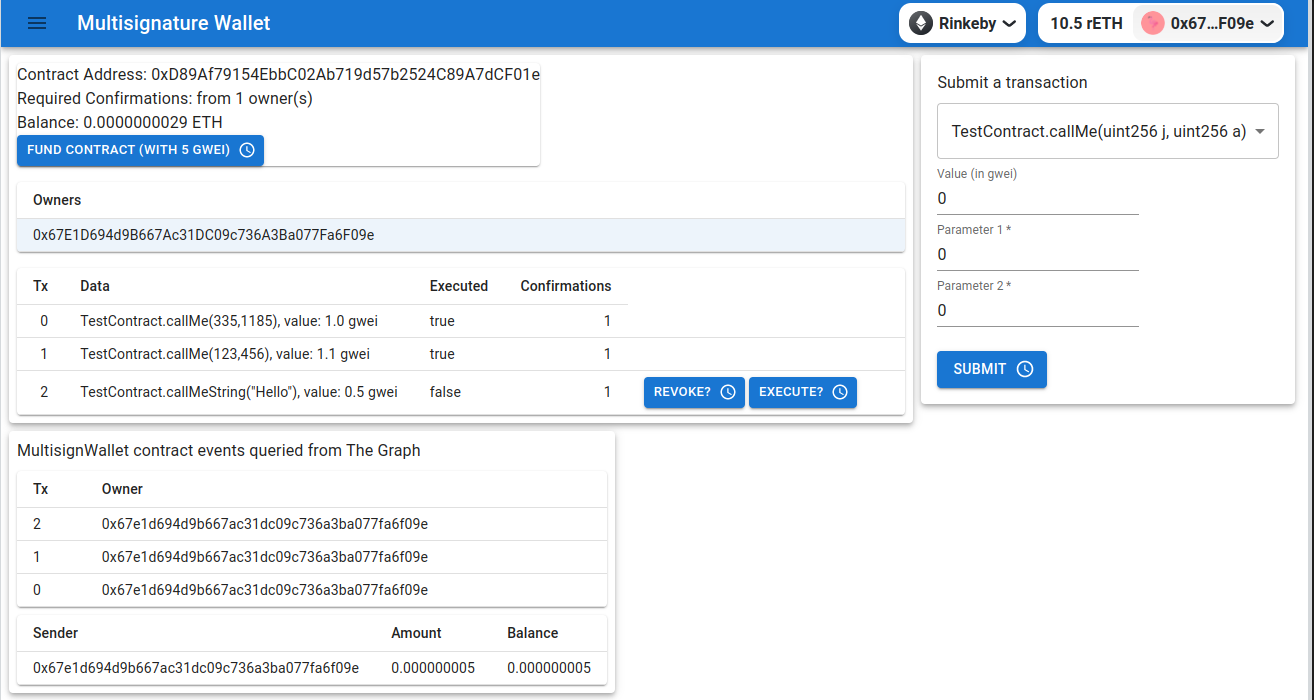 Multisignature Wallet
Rinkeby
10.5 rETH
0x67...F09e
Contract Address: 0xD89Af79154EbbC02Ab719d57b2524C89A7dCF01e
Required Confirmations: from 1 owner(s)
Balance: 0.0000000029 ETH
FUND CONTRACT (WITH 5 GWEI)
Owners
0x67E1D694d9B667Ac31DC09c736A3Ba077Fa6F09e
Tx Data Executed Confirmations
0 TestContract.callMe(335,1185), value: 1.0 gwei true 1
1 TestContract.callMe(123,456), value: 1.1 gwei true 1
2 TestContract.callMeString("Hello"), value: 0.5 gwei false 1 REVOKE? EXECUTE?
Submit a transaction
TestContract.callMe(uint256 j, uint256 a)
Value (in gwei)
0
Parameter 1 *
0
Parameter 2 *
0
SUBMIT
MultisignWallet contract events queried from The Graph
Tx Owner
2 0x67e1d694d9b667ac31dc09c736a3ba077fa6f09e
1 0x67e1d694d9b667ac31dc09c736a3ba077fa6f09e
0 0x67e1d694d9b667ac31dc09c736a3ba077fa6f09e
Sender Amount Balance
0x67e1d694d9b667ac31dc09c736a3ba077fa6f09e 0.000000005 0.000000005